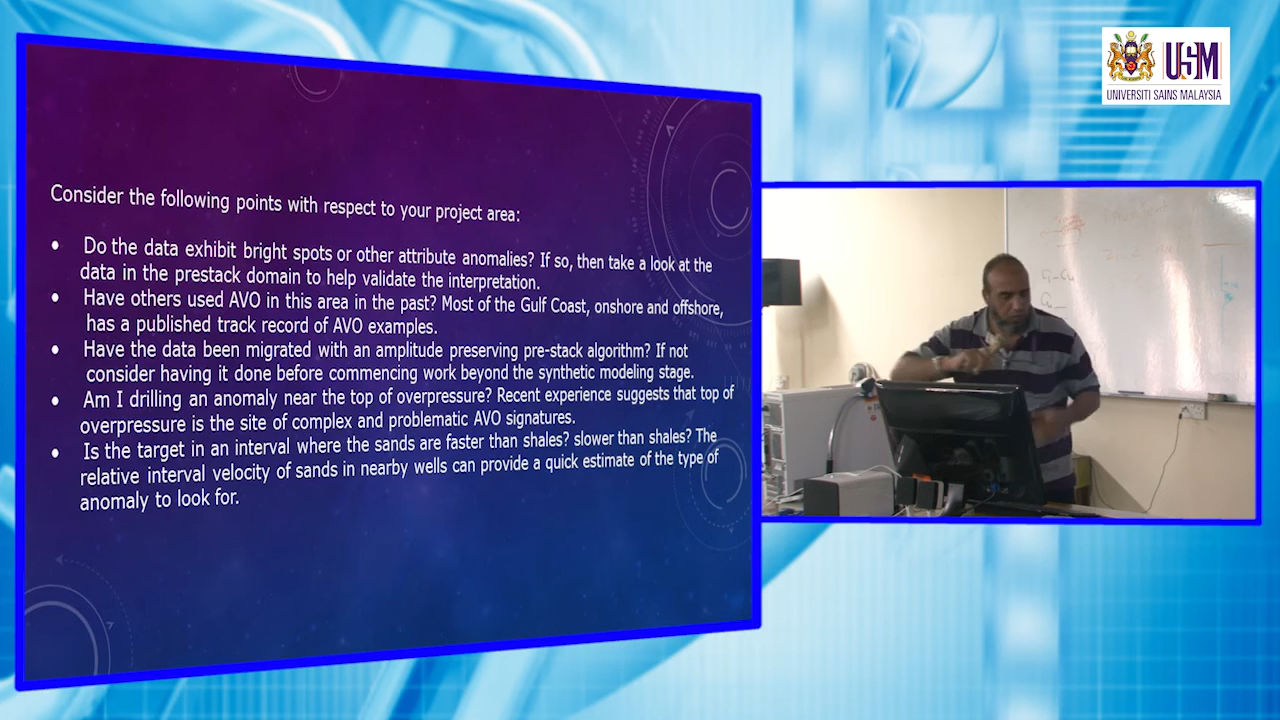 USM
UNIVERSITI SAINS MALAYSIA
Consider the following points with respect to your project area:
• Do the data exhibit bright spots or other attribute anomalies? If so, then take a look at the
data in the prestack domain to help validate the interpretation.
• Have others used AVO in this area in the past? Most of the Gulf Coast, onshore and offshore,
has a published track record of AVO examples.
• Have the data been migrated with an amplitude preserving pre-stack algorithm? If not
consider having it done before commencing work beyond the synthetic modeling stage.
• Am I drilling an anomaly near the top of overpressure? Recent experience suggests that top of
overpressure is the site of complex and problematic AVO signatures.
• Is the target in an interval where the sands are faster than shales? slower than shales? The
relative interval velocity of sands in nearby wells can provide a quick estimate of the type of
anomaly to look for.